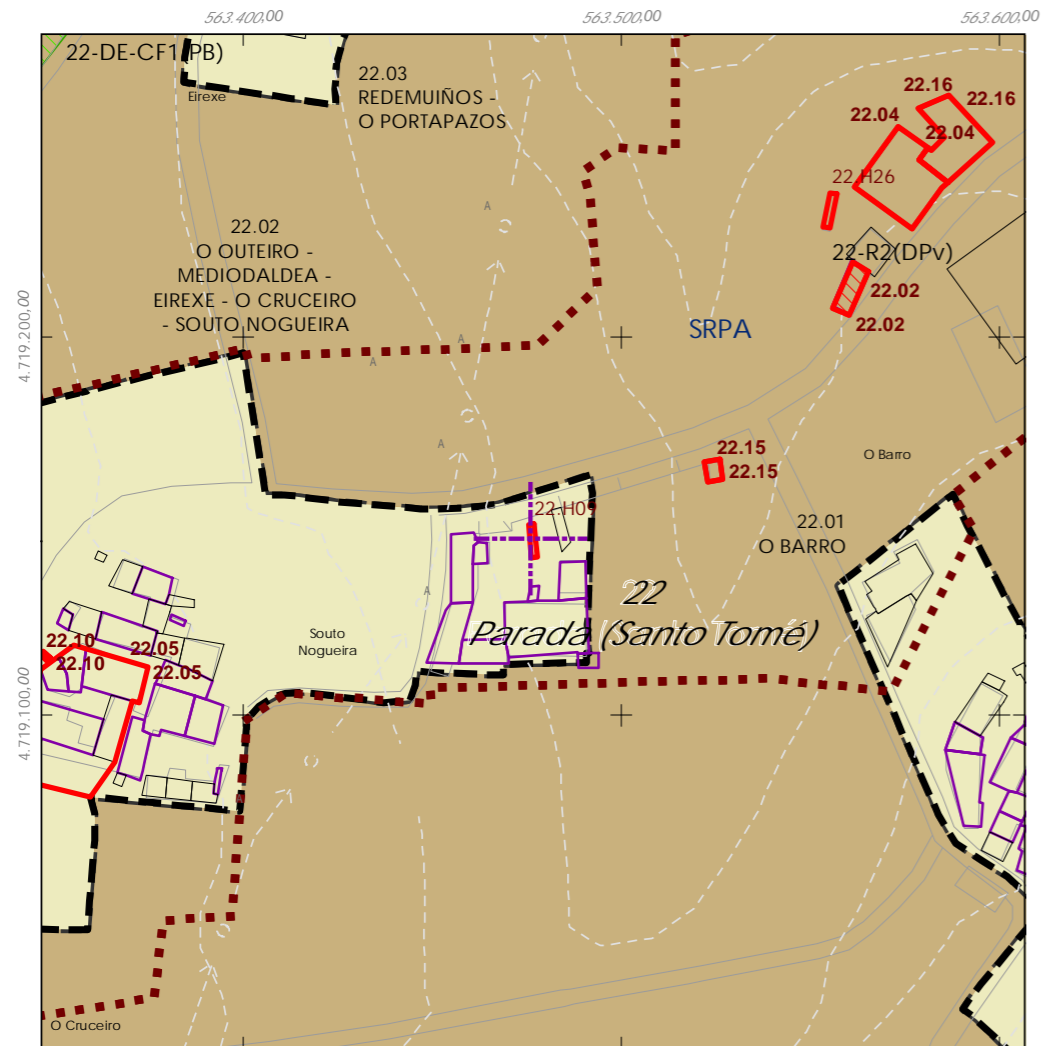 563.400,00
563.500,00
563.600,00
22-DE-CF1(PB)
Eirexe
22.03
REDEMUIÑOS -
O PORTAPAZOS
22.16
22.16
22.04
22.04
22.H26
A
22.02
O OUTEIRO -
MEDIODALDEA -
EIREXE - O CRUCEIRO
- SOUTO NOGUEIRA
22-R2(DPv)
22.02
22.02
4.719.200,00
SRPA
A
A
A
22.15
22.15
O Barro
22.H09
22.01
O BARRO
A
22
Parada (Santo Tomé)
Souto
Nogueira
22.10
22.10
22.05
22.05
4.719.100,00
A
O Cruceiro